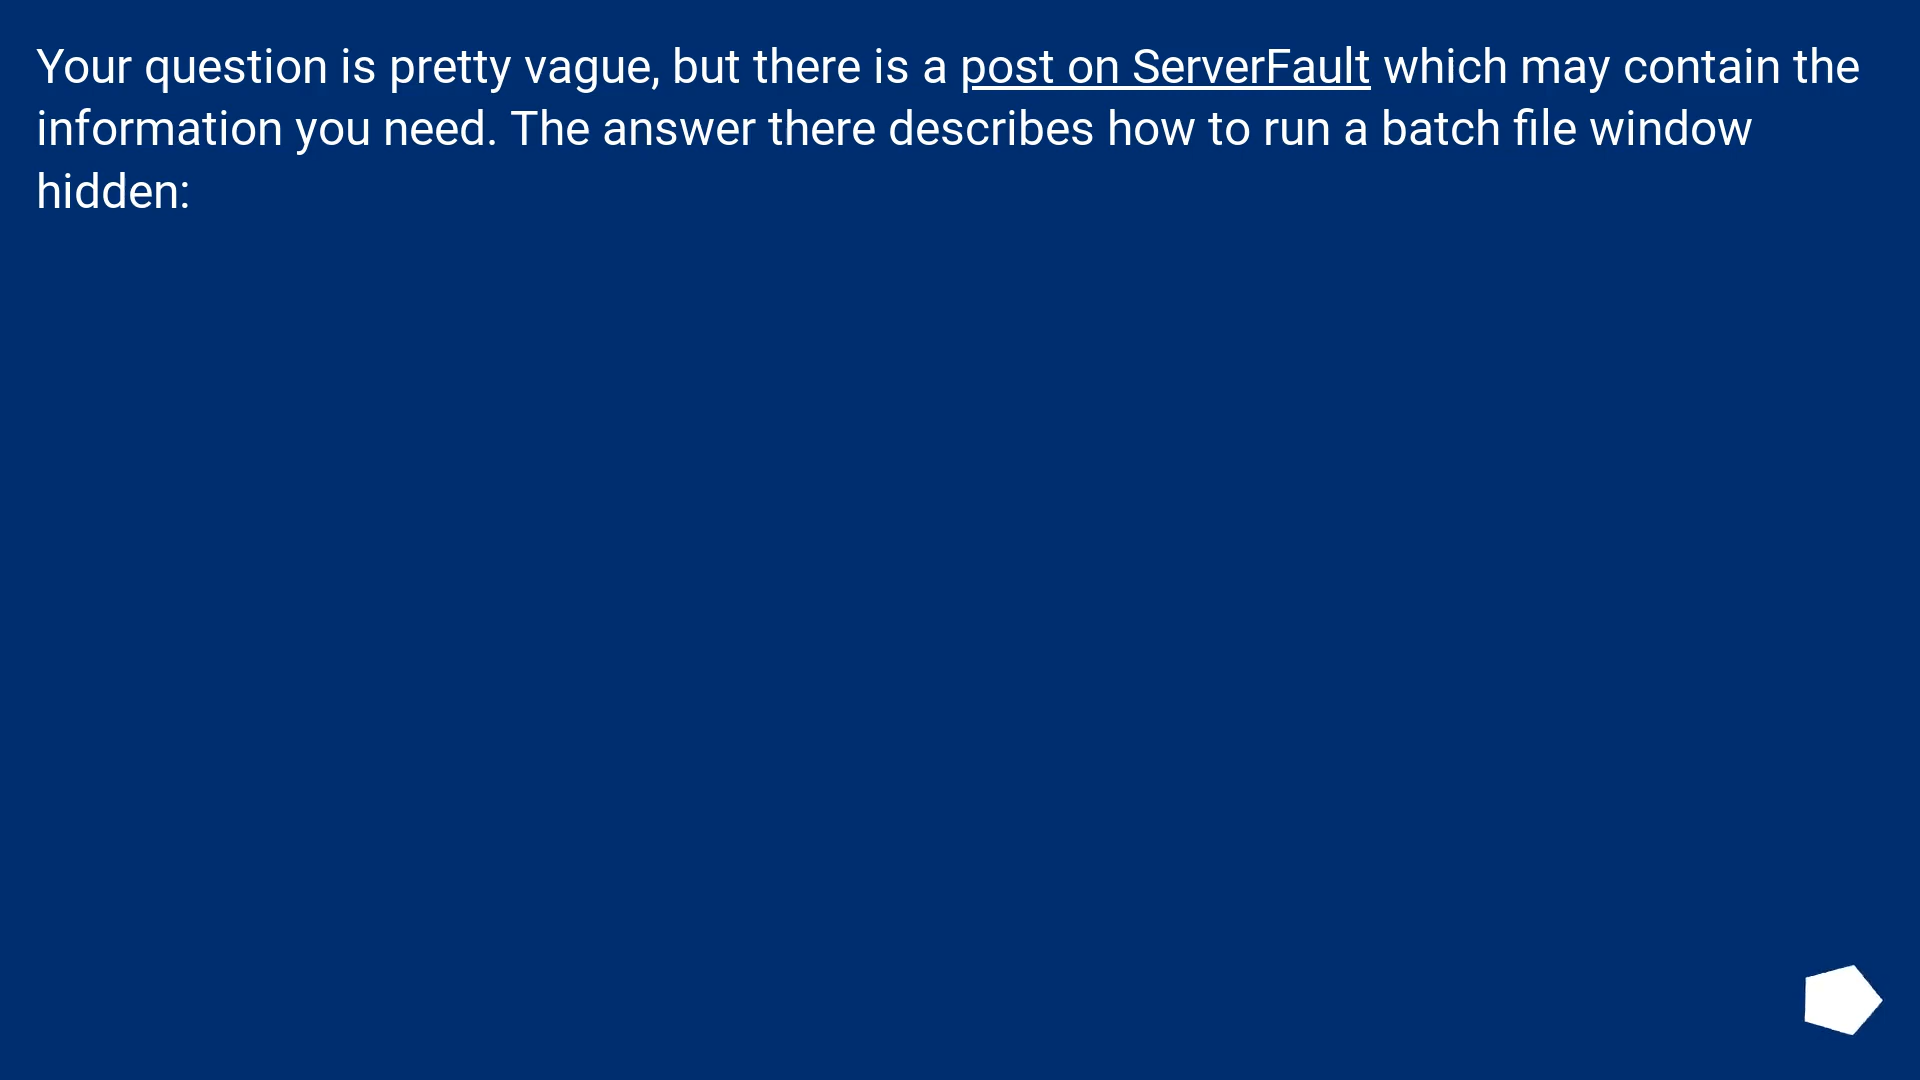 Your question is pretty vague, but there is a post on ServerFault which may contain the
information you need. The answer there describes how to run a batch file window
hidden: